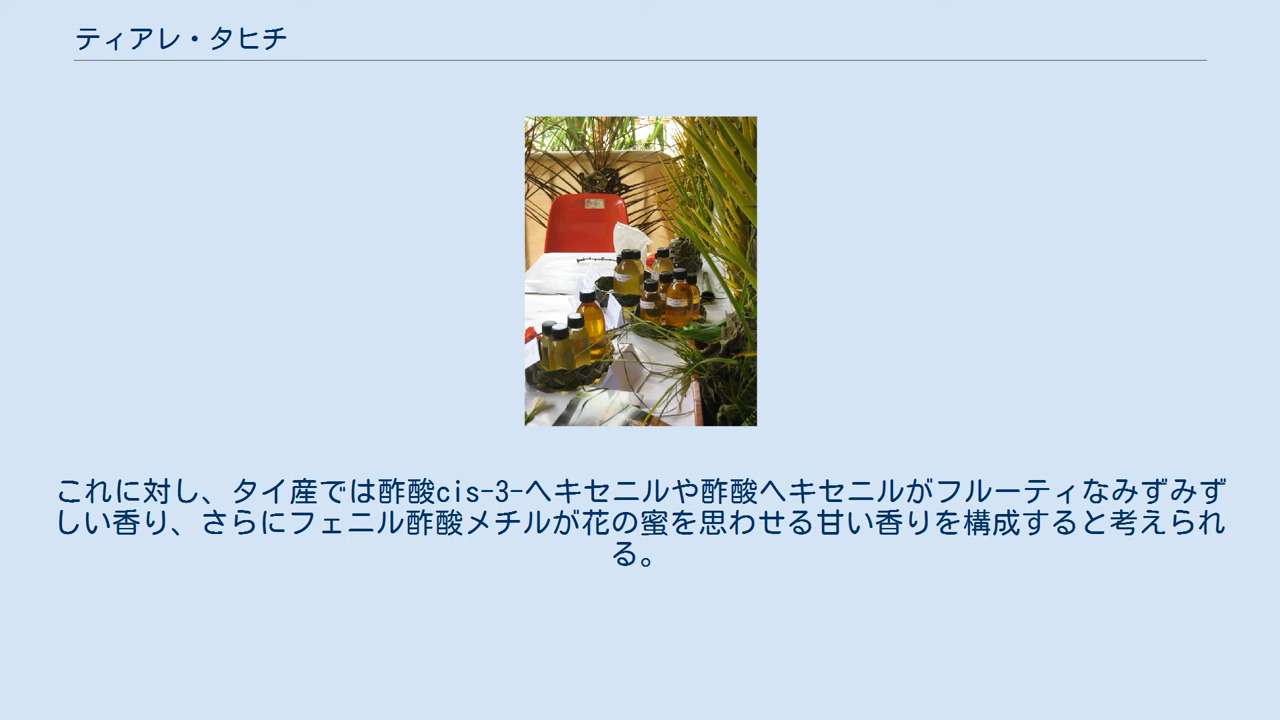 ティアレ・タヒチ
これに対し、タイ産では酢酸cis-3-ヘキセニルや酢酸ヘキセニルがフルーティなみずみず
しい香り、さらにフェニル酢酸メチルが花の蜜を思わせる甘い香りを構成すると考えられ
る。